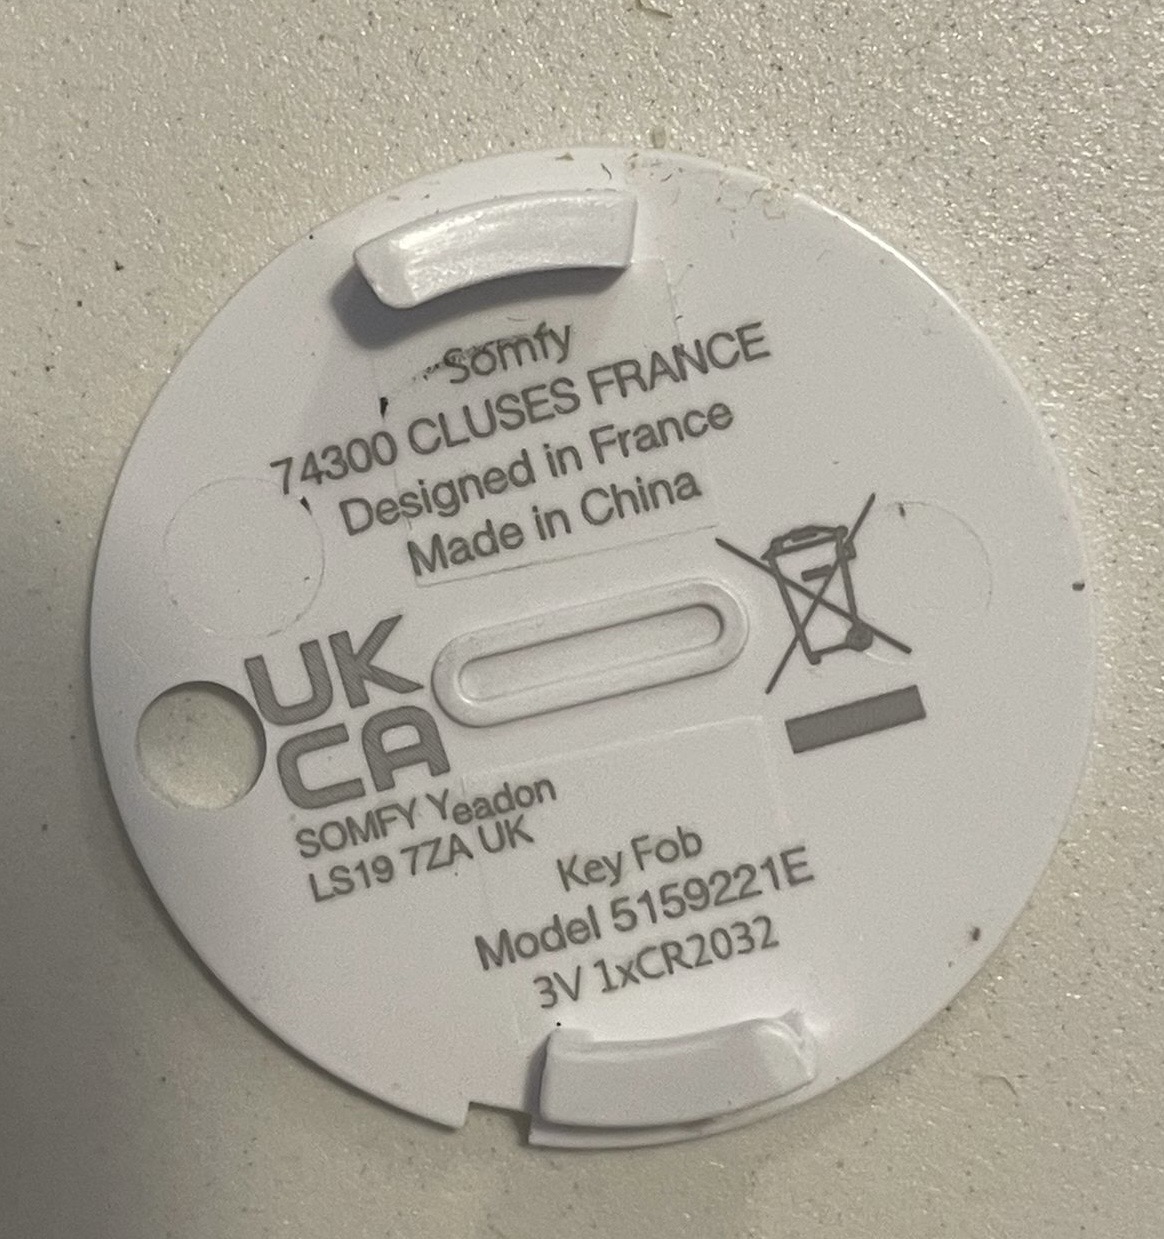 Somfy
74300 CLUSES FRANCE
Designed in France
Made in China
UK
CA
SOMFY Yeadon
LS19 7ZA UK
Key Fob
Model 5159221E
3V 1xCR2032